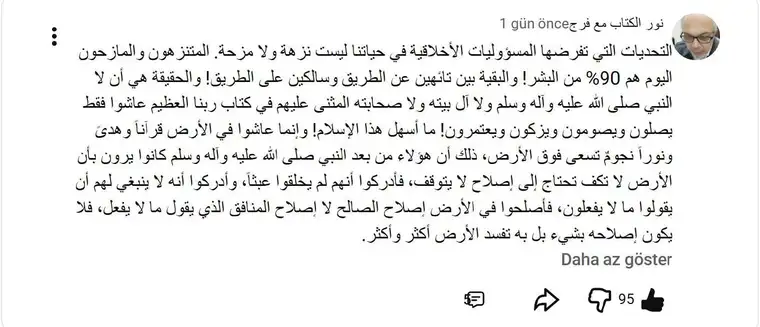 نور الكتاب مع فرج 1 gün önce
التحديات التي تفرضها المسؤوليات الأخلاقية في حياتنا ليست نزهة ولا مزحة. المتنزهون والمازحون
اليوم هم 90% من البشر! والبقية بين تائهين عن الطريق وسالكين على الطريق! والحقيقة هي أن لا
النبي صلى الله عليه وآله وسلم ولا آل بيته ولا صحابته المثنى عليهم في كتاب ربنا العظيم عاشوا فقط
يصلون ويصومون ويزكون ويعتمرون! ما أسهل هذا الإسلام! وإنما عاشوا في الأرض قرآناً وهدىً
ونوراً نجومٌ تسعى فوق الأرض، ذلك أن هؤلاء من بعد النبي صلى الله عليه وآله وسلم كانوا يرون بأن
الأرض لا تكف تحتاج إلى إصلاح لا يتوقف، فأدركوا أنهم لم يخلقوا عبثاً، وأدركوا أنه لا ينبغي لهم أن
يقولوا ما لا يفعلون، فأصلحوا في الأرض إصلاح الصالح لا إصلاح المنافق الذي يقول ما لا يفعل، فلا
يكون إصلاحه بشيء بل به تفسد الأرض أكثر وأكثر.
Daha az göster
95
5